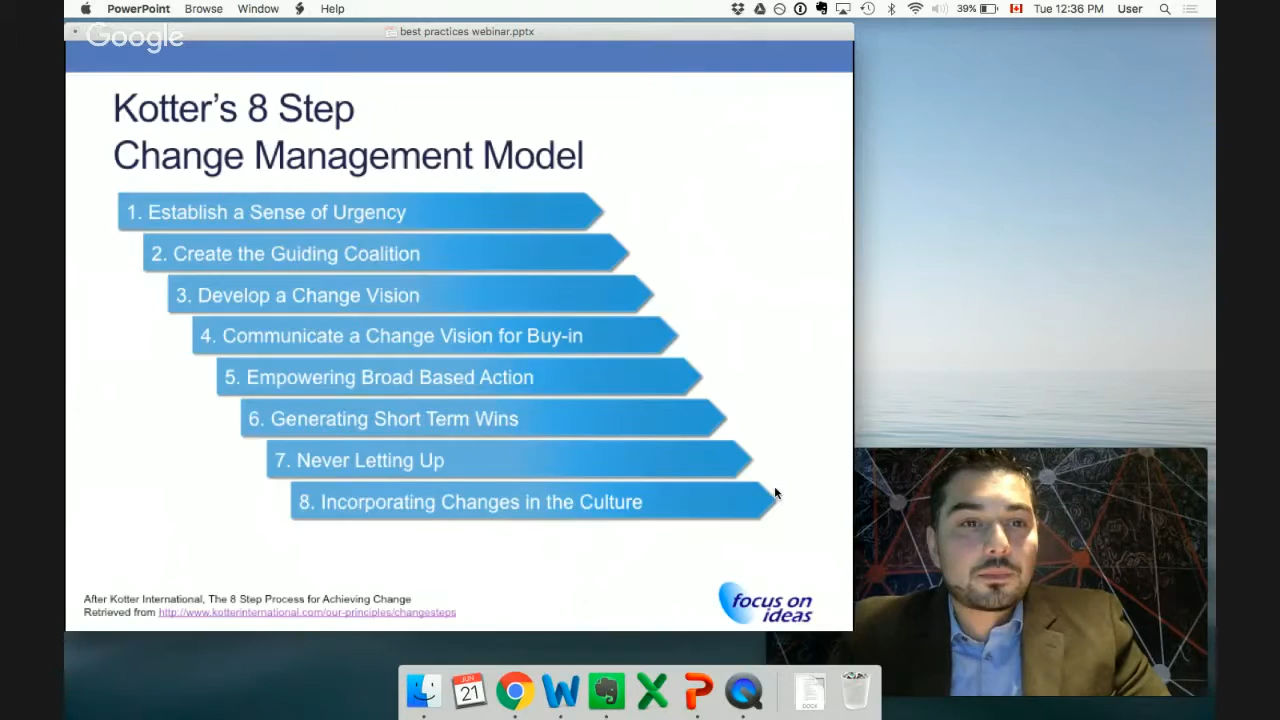 PowerPoint Browse Window Help 39% Tue 12:36 PM User
Google
best practices webinar.pptx
Kotter's 8 Step
Change Management Model
1. Establish a Sense of Urgency
2. Create the Guiding Coalition
3. Develop a Change Vision
4. Communicate a Change Vision for Buy-in
5. Empowering Broad Based Action
6. Generating Short Term Wins
7. Never Letting Up
8. Incorporating Changes in the Culture
After Kotter International, The 8 Step Process for Achieving Change
Retrieved from http://www.kotterinternational.com/our-principles/changesteps
focus on
ideas
JUN
21
DOCX